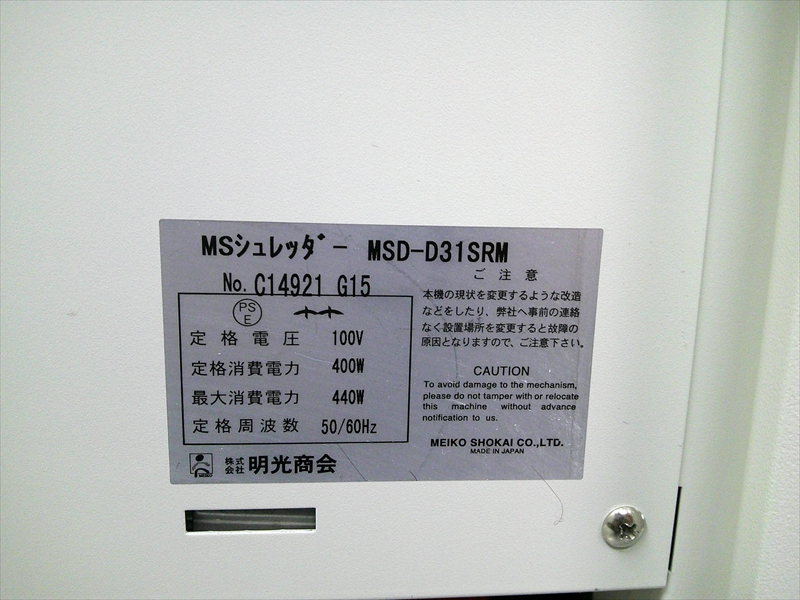 MSシュレッダー MSD-D31SRM
No. C14921 G15
PS
E
定格電圧 100V
定格消費電力 400W
最大消費電力 440W
定格周波数 50/60Hz
株式
会社 明光商会
ご注意
本機の現状を変更するような改造
などをしたり、弊社へ事前の連絡
なく設置場所を変更すると故障の
原因となりますので、ご注意下さい。
CAUTION
To avoid damage to the mechanism,
please do not tamper with or relocate
this machine without advance
notification to us.
MEIKO SHOKAI CO.,LTD.
MADE IN JAPAN